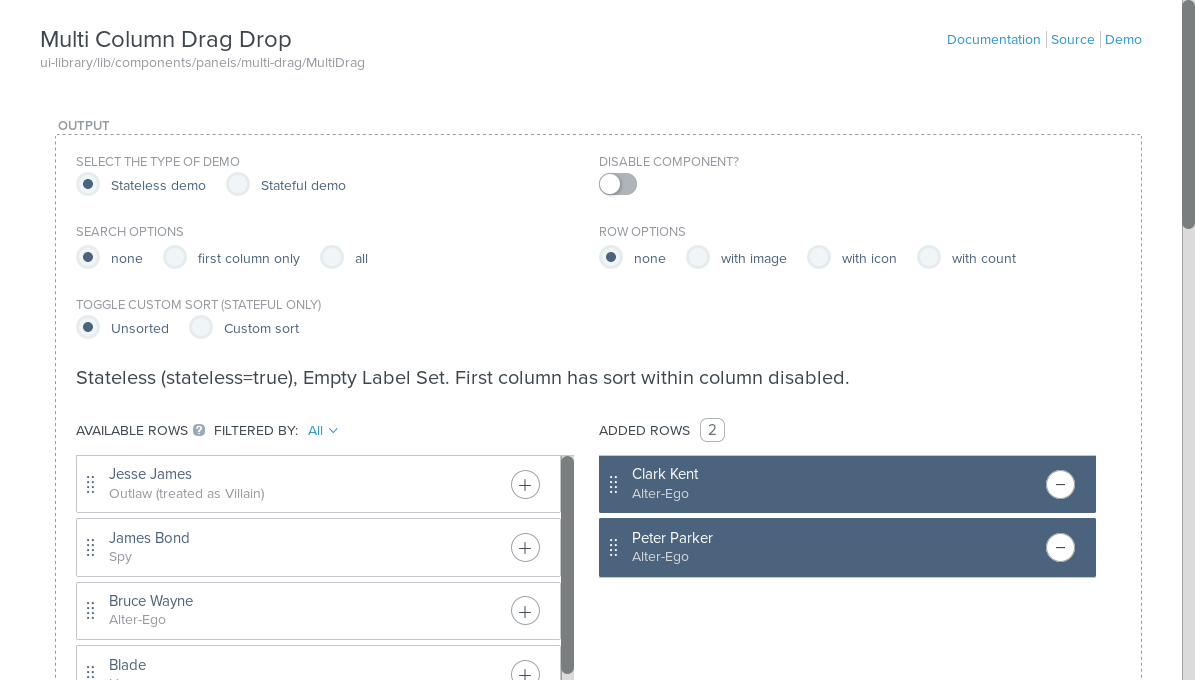 Multi Column Drag Drop
Documentation Source Demo
ui-library/lib/components/panels/multi-drag/MultiDrag
OUTPUT
SELECT THE TYPE OF DEMO
Stateless demo Stateful demo
DISABLE COMPONENT?
SEARCH OPTIONS
none first column only all
ROW OPTIONS
none with image with icon with count
TOGGLE CUSTOM SORT (STATEFUL ONLY)
Unsorted Custom sort
Stateless (stateless=true), Empty Label Set. First column has sort within column disabled.
AVAILABLE ROWS ? FILTERED BY: All
Jesse James
Outlaw (treated as Villain)
James Bond
Spy
Bruce Wayne
Alter-Ego
Blade
ADDED ROWS 2
Clark Kent
Alter-Ego
Peter Parker
Alter-Ego